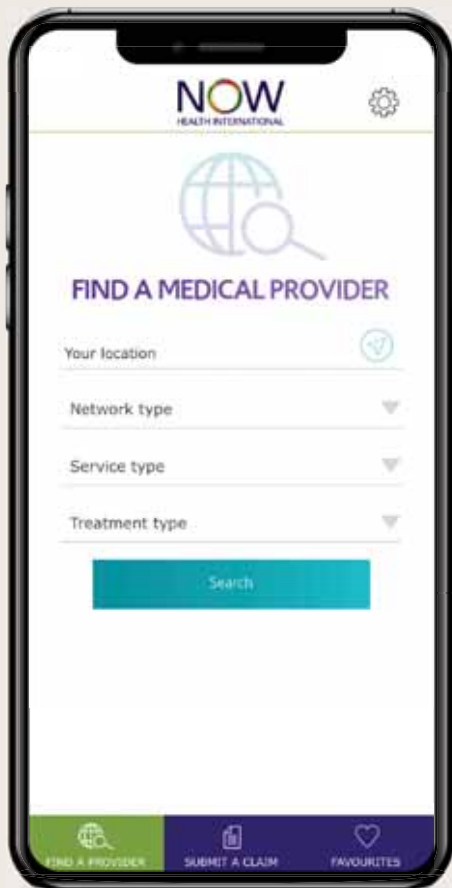 NOW
HEALTH INTERNATIONAL
FIND A MEDICAL PROVIDER
Your location
Network type
Service type
Treatment type
Search
FIND A PROVIDER
SUBMIT A CLAIM
FAVOURITES